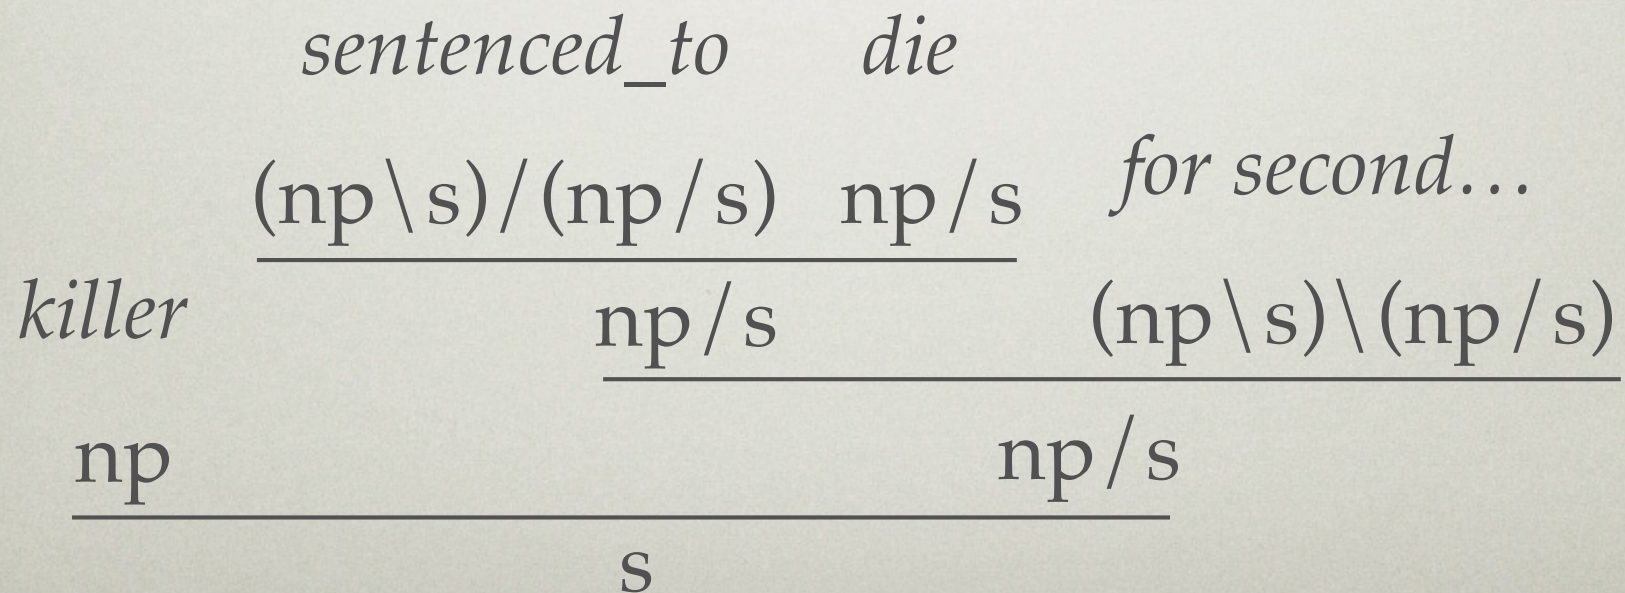 sentenced_to die
for second…
(np\s)/(np/s) np/s
killer
np/s (np\s)\(np/s)
np np/s
s